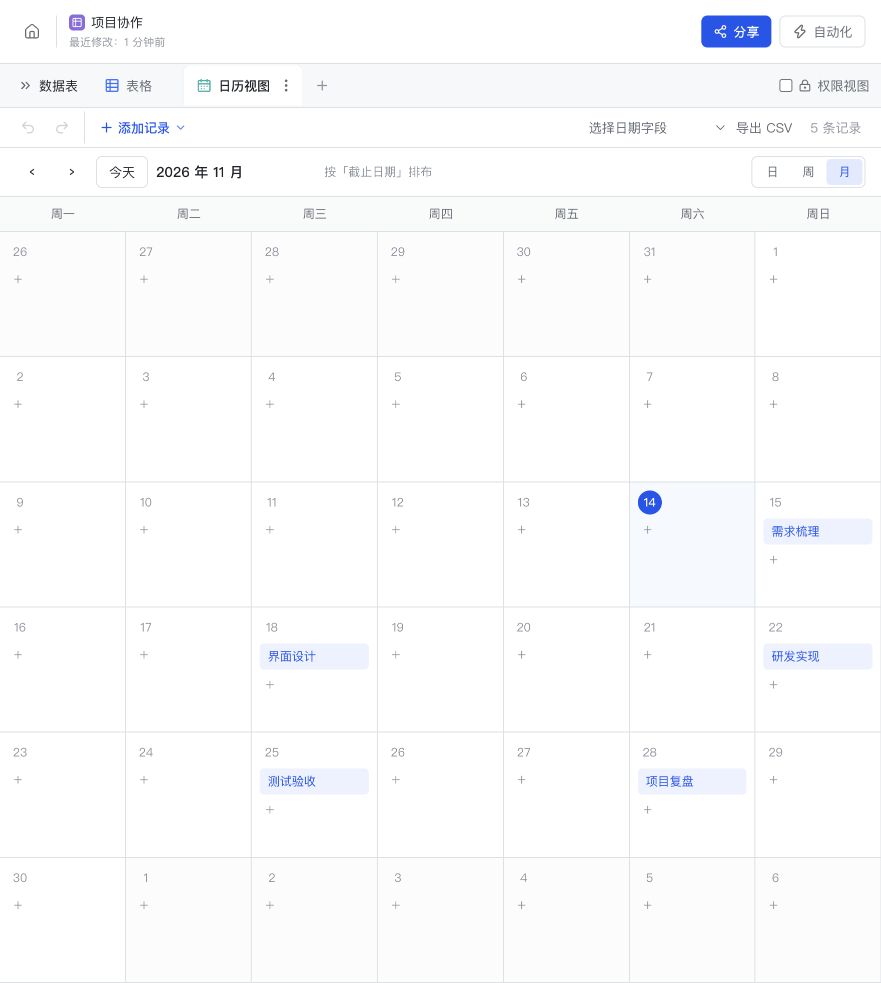 项目协作
最近修改：1 分钟前
分享
自动化
数据表
表格
日历视图
权限视图
添加记录
选择日期字段
导出 CSV
5 条记录
今天
2026 年 11 月
按「截止日期」排布
日 周 月
周一 周二 周三 周四 周五 周六 周日
26 27 28 29 30 31 1
+ + + + + + +
2 3 4 5 6 7 8
+ + + + + + +
9 10 11 12 13 14 15
需求梳理
+ + + + + + +
16 17 18 19 20 21 22
界面设计 研发实现
+ + + + + + +
23 24 25 26 27 28 29
测试验收 项目复盘
+ + + + + + +
30 1 2 3 4 5 6
+ + + + + + +